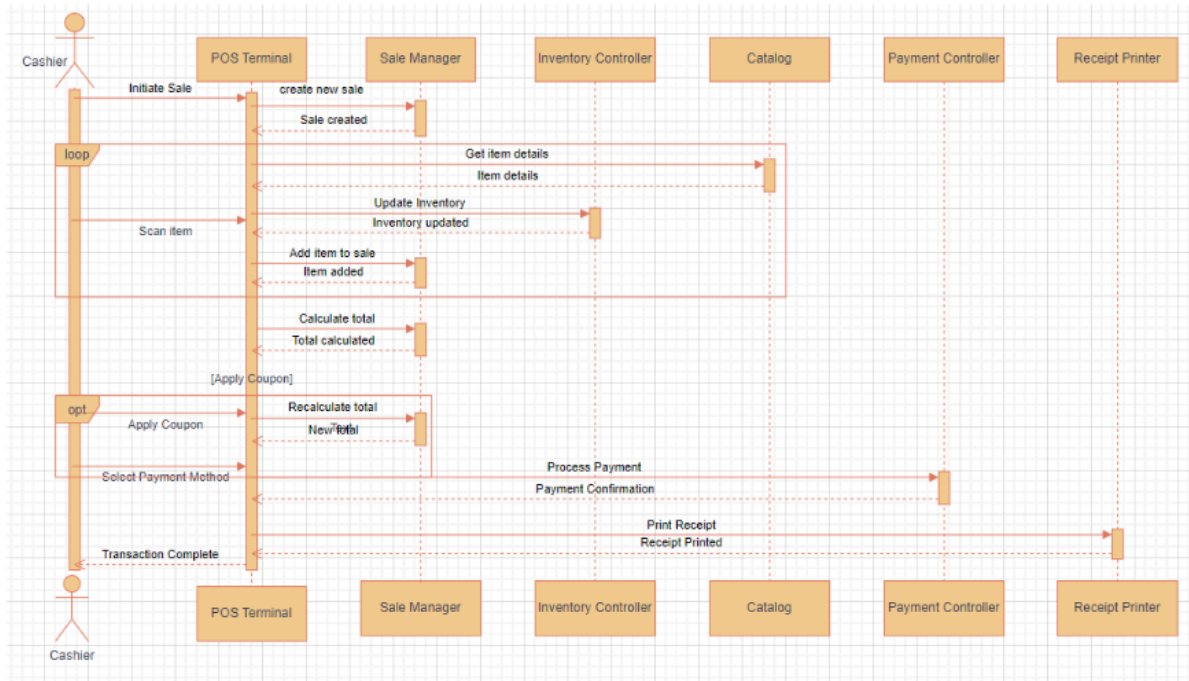 Cashier
POS Terminal
Sale Manager
Inventory Controller
Catalog
Payment Controller
Receipt Printer
Initiate Sale
create new sale
Sale created
loop
Get item details
Item details
Update Inventory
Scan item
Inventory updated
Add item to sale
Item added
Calculate total
Total calculated
[Apply Coupon]
opt
Apply Coupon
Recalculate total
New total
Select Payment Method
Process Payment
Payment Confirmation
Print Receipt
Receipt Printed
Transaction Complete
Cashier
POS Terminal
Sale Manager
Inventory Controller
Catalog
Payment Controller
Receipt Printer